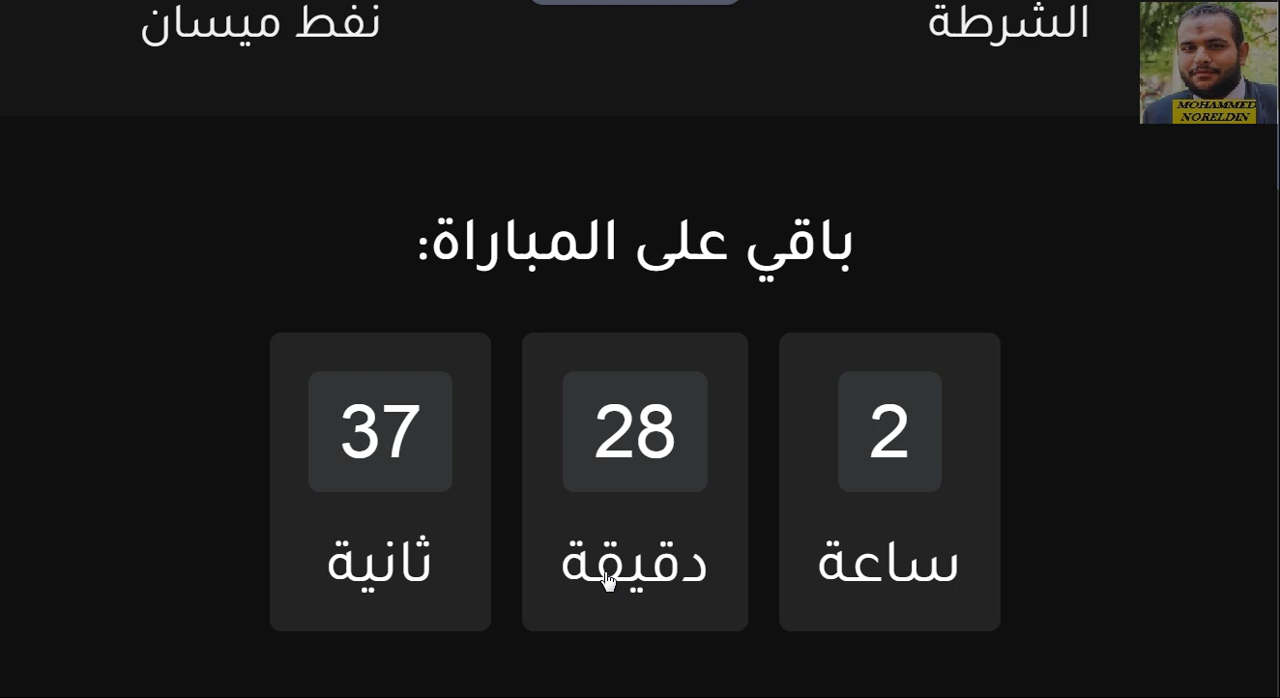 الشرطة
نفط ميسان
MOHAMMED
NORELDIN
باقي على المباراة:
2
28
37
ساعة
دقيقة
ثانية